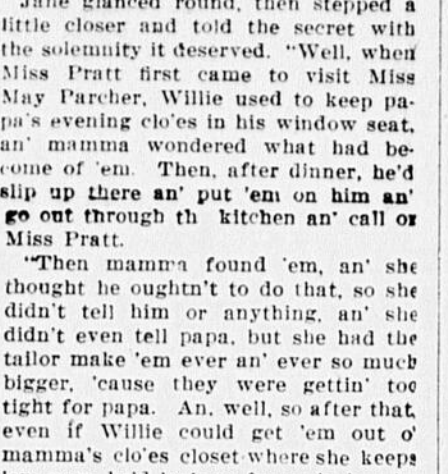 Jane glanced round, then stepped a
little closer and told the secret with
the solemnity it deserved. "Well, when
Miss Pratt first came to visit Miss
May Parcher, Willie used to keep pa-
pa's evening clo'es in his window seat,
an' mamma wondered what had be-
come of 'em. Then, after dinner, he'd
slip up there an' put 'em on him an'
go out through th kitchen an' call on
Miss Pratt.
"Then mamma found 'em, an' she
thought he oughtn't to do that, so she
didn't tell him or anything, an' she
didn't even tell papa, but she had the
tailor make 'em ever an' ever so much
bigger, 'cause they were gettin' too
tight for papa. An, well, so after that,
even if Willie could get 'em out o'
mamma's clo'es closet where she keeps